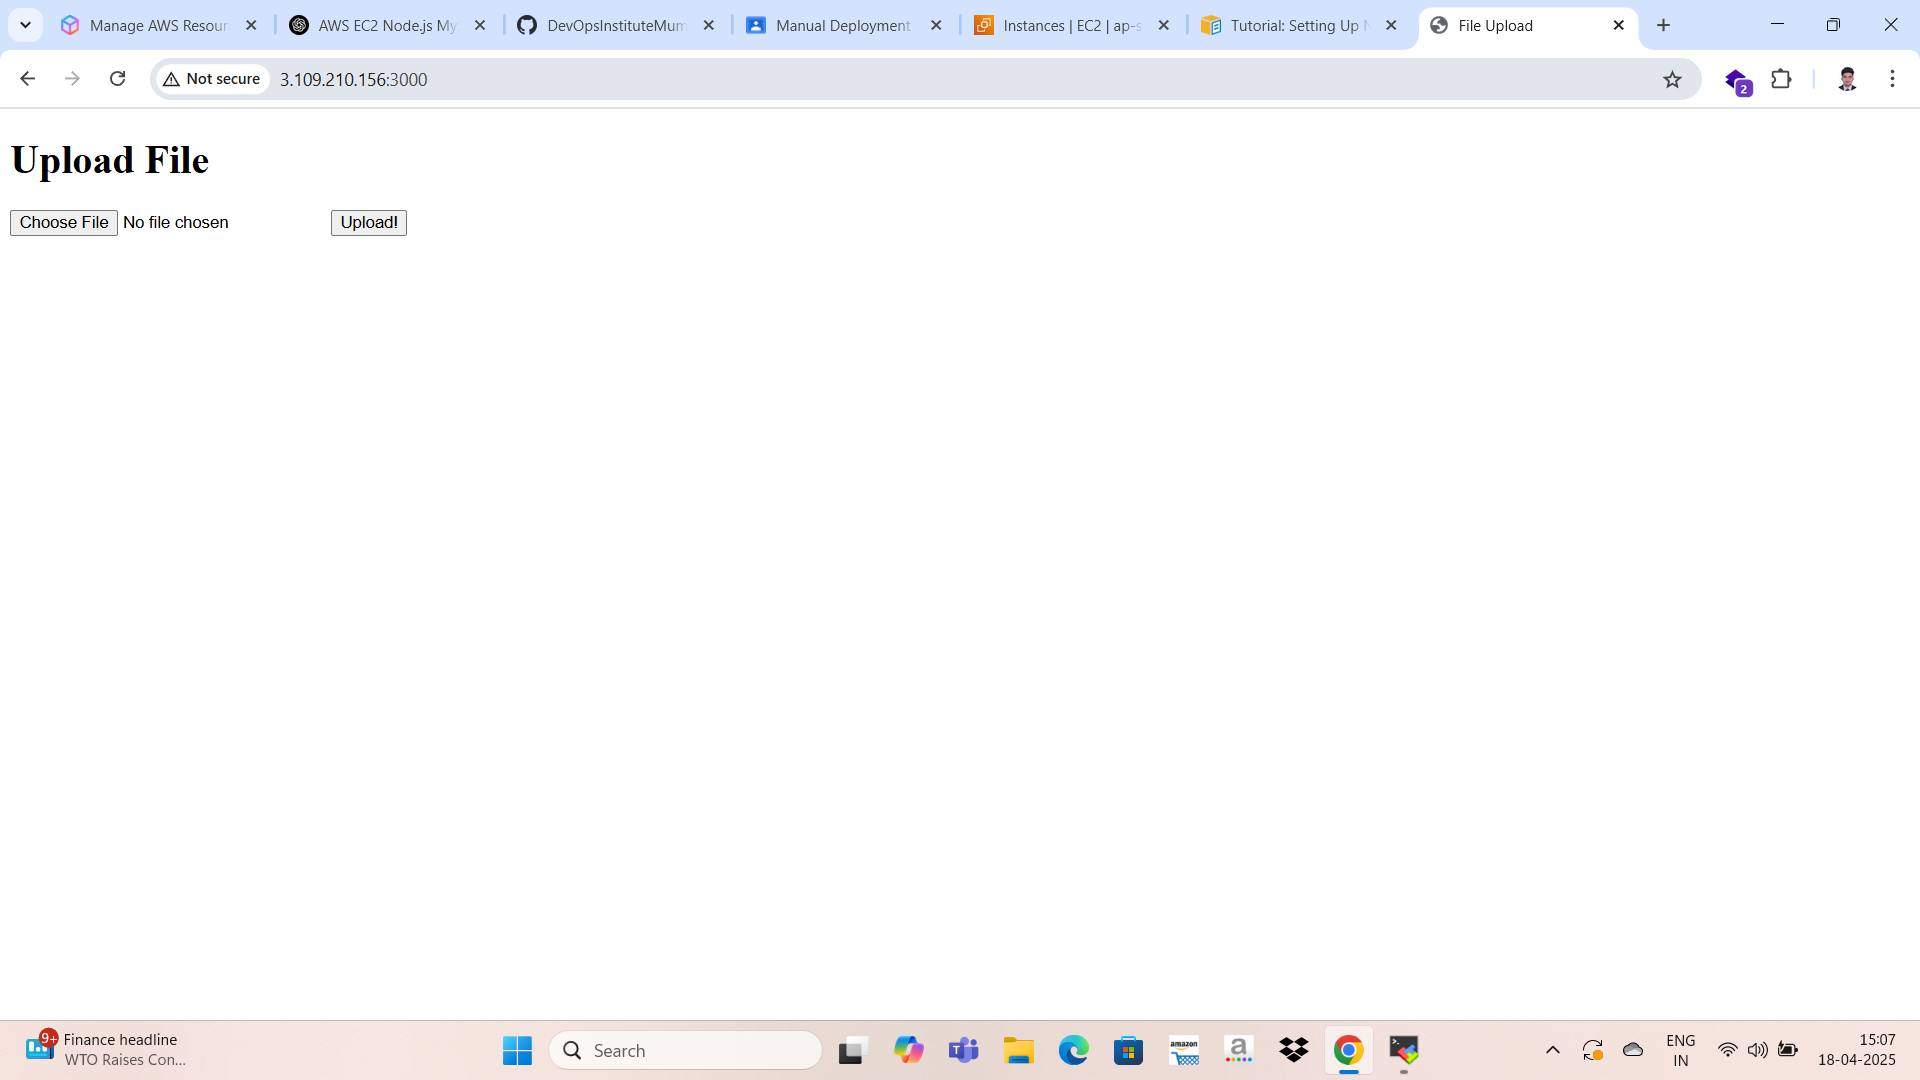 Manage AWS Resour
AWS EC2 Node.js My
DevOpsInstituteMum
Manual Deployment
Instances | EC2 | ap-s
Tutorial: Setting Up N
File Upload
Not secure
3.109.210.156:3000
2
Upload File
Choose File No file chosen Upload!
9+
Finance headline
WTO Raises Con...
Search
amazon
a
ENG
IN
15:07
18-04-2025